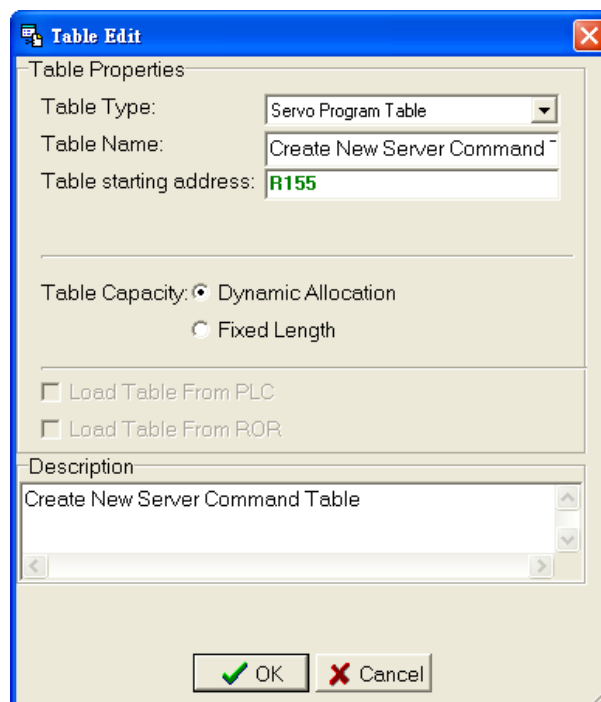 Table Edit
Table Properties
Table Type: Servo Program Table
Table Name: Create New Server Command
Table starting address: R155
Table Capacity: Dynamic Allocation
Fixed Length
Load Table From PLC
Load Table From ROR
Description
Create New Server Command Table
OK Cancel